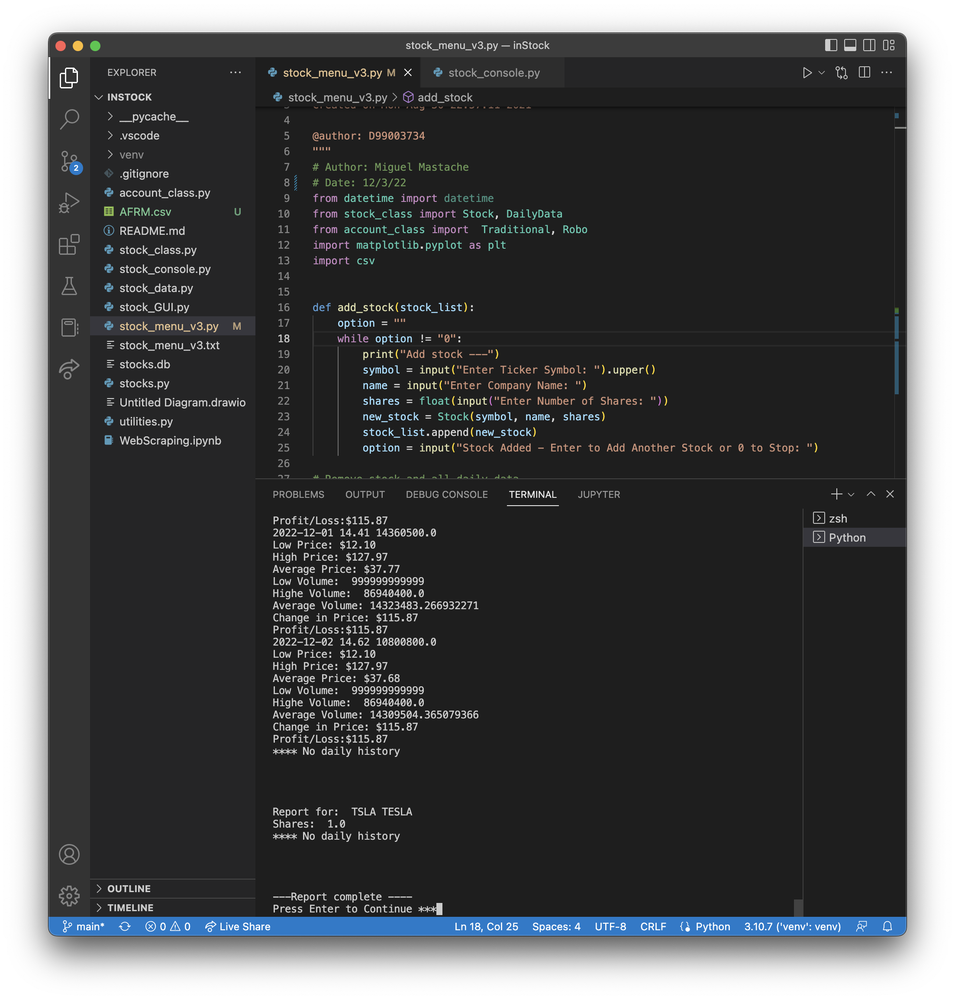 stock_menu_v3.py — inStock
EXPLORER
INSTOCK
__pycache__
.vscode
venv
.gitignore
account_class.py
AFRM.csv U
README.md
stock_class.py
stock_console.py
stock_data.py
stock_GUI.py
stock_menu_v3.py M
stock_menu_v3.txt
stocks.db
stocks.py
Untitled Diagram.drawio
utilities.py
WebScraping.ipynb
OUTLINE
TIMELINE
2
stock_menu_v3.py M
stock_console.py
stock_menu_v3.py > add_stock
3 Created on Mon Aug 30 22:37:11 2021
4
5 @author: D99003734
6 """
7 # Author: Miguel Mastache
8 # Date: 12/3/22
9 from datetime import datetime
10 from stock_class import Stock, DailyData
11 from account_class import  Traditional, Robo
12 import matplotlib.pyplot as plt
13 import csv
14
15
16 def add_stock(stock_list):
17     option = ""
18     while option != "0":
19         print("Add stock ---")
20         symbol = input("Enter Ticker Symbol: ").upper()
21         name = input("Enter Company Name: ")
22         shares = float(input("Enter Number of Shares: "))
23         new_stock = Stock(symbol, name, shares)
24         stock_list.append(new_stock)
25         option = input("Stock Added - Enter to Add Another Stock or 0 to Stop: ")
26
27 # Remove stock and all daily data
PROBLEMS OUTPUT DEBUG CONSOLE TERMINAL JUPYTER
zsh
Python
Profit/Loss:$115.87
2022-12-01 14.41 14360500.0
Low Price: $12.10
High Price: $127.97
Average Price: $37.77
Low Volume:  999999999999
Highe Volume:  86940400.0
Average Volume: 14323483.266932271
Change in Price: $115.87
Profit/Loss:$115.87
2022-12-02 14.62 10800800.0
Low Price: $12.10
High Price: $127.97
Average Price: $37.68
Low Volume:  999999999999
Highe Volume:  86940400.0
Average Volume: 14309504.365079366
Change in Price: $115.87
Profit/Loss:$115.87
**** No daily history
Report for:  TSLA TESLA
Shares:  1.0
**** No daily history
---Report complete ----
Press Enter to Continue ***
main* 0 0 Live Share Ln 18, Col 25 Spaces: 4 UTF-8 CRLF Python 3.10.7 ('venv': venv)